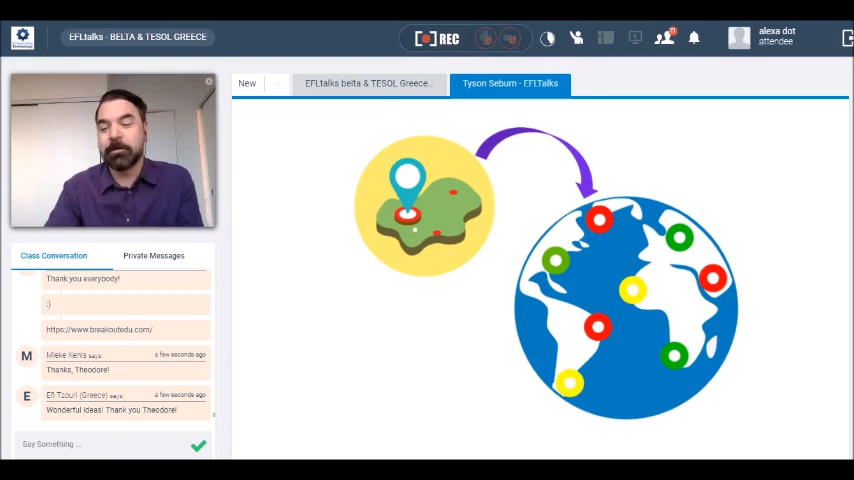 EFLtalks - BELTA & TESOL GREECE
REC
21
alexa dot
attendee
New
EFLtalks belta & TESOL Greece...
Tyson Seburn - EFLTalks
Class Conversation
Private Messages
Thank you everybody!
:)
https://www.breakoutedu.com/
M
Mieke Kenis says:
a few seconds ago
Thanks, Theodore!
E
Efi Tzouri (Greece) says:
a few seconds ago
Wonderful Ideas! Thank you Theodore!
Say Something ...